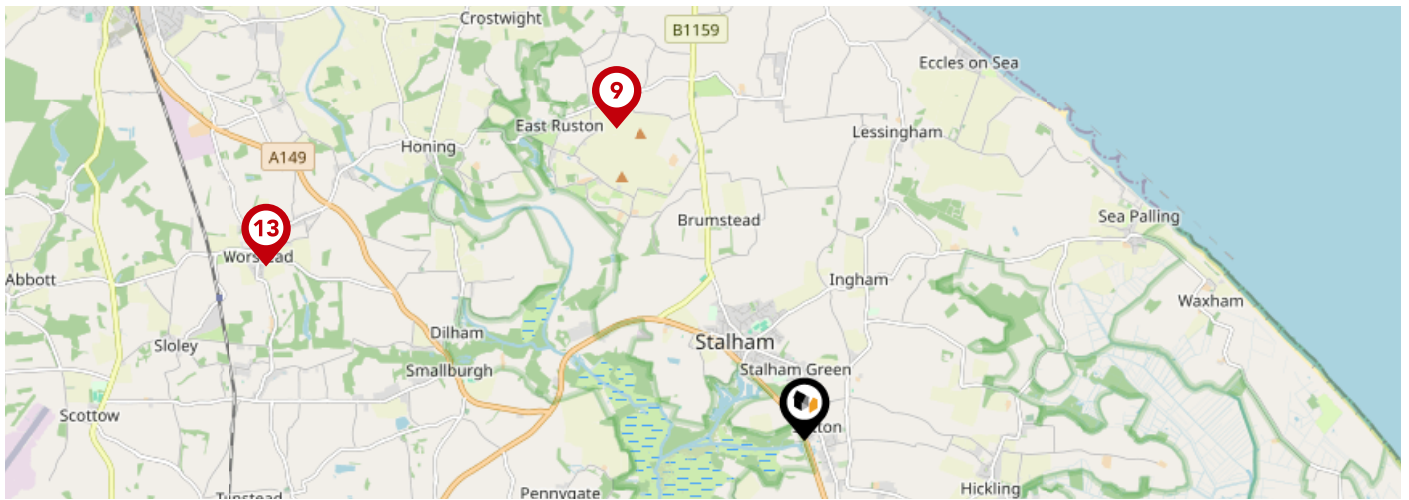 Crostwight
B1159
Eccles on Sea
9
East Ruston
Lessingham
Honing
A149
13
Sea Palling
Brumstead
Worstead
Abbott
Ingham
Waxham
Dilham
Stalham
Sloley
Smallburgh
Stalham Green
Scottow
Hickling
Pennygate
Tunstead